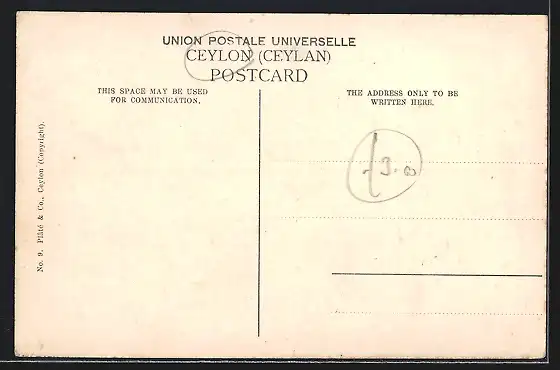 UNION POSTALE UNIVERSELLE
CEYLON (CEYLAN)
POSTCARD
THIS SPACE MAY BE USED
FOR COMMUNICATION.
THE ADDRESS ONLY TO BE
WRITTEN HERE.
No. 9. Plâté & Co., Ceylon (Copyright).